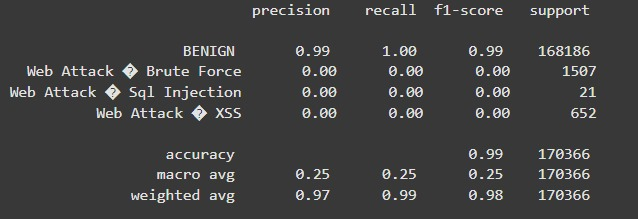 precision recall f1-score support
BENIGN 0.99 1.00 0.99 168186
Web Attack � Brute Force 0.00 0.00 0.00 1507
Web Attack � Sql Injection 0.00 0.00 0.00 21
Web Attack � XSS 0.00 0.00 0.00 652
accuracy 0.99 170366
macro avg 0.25 0.25 0.25 170366
weighted avg 0.97 0.99 0.98 170366